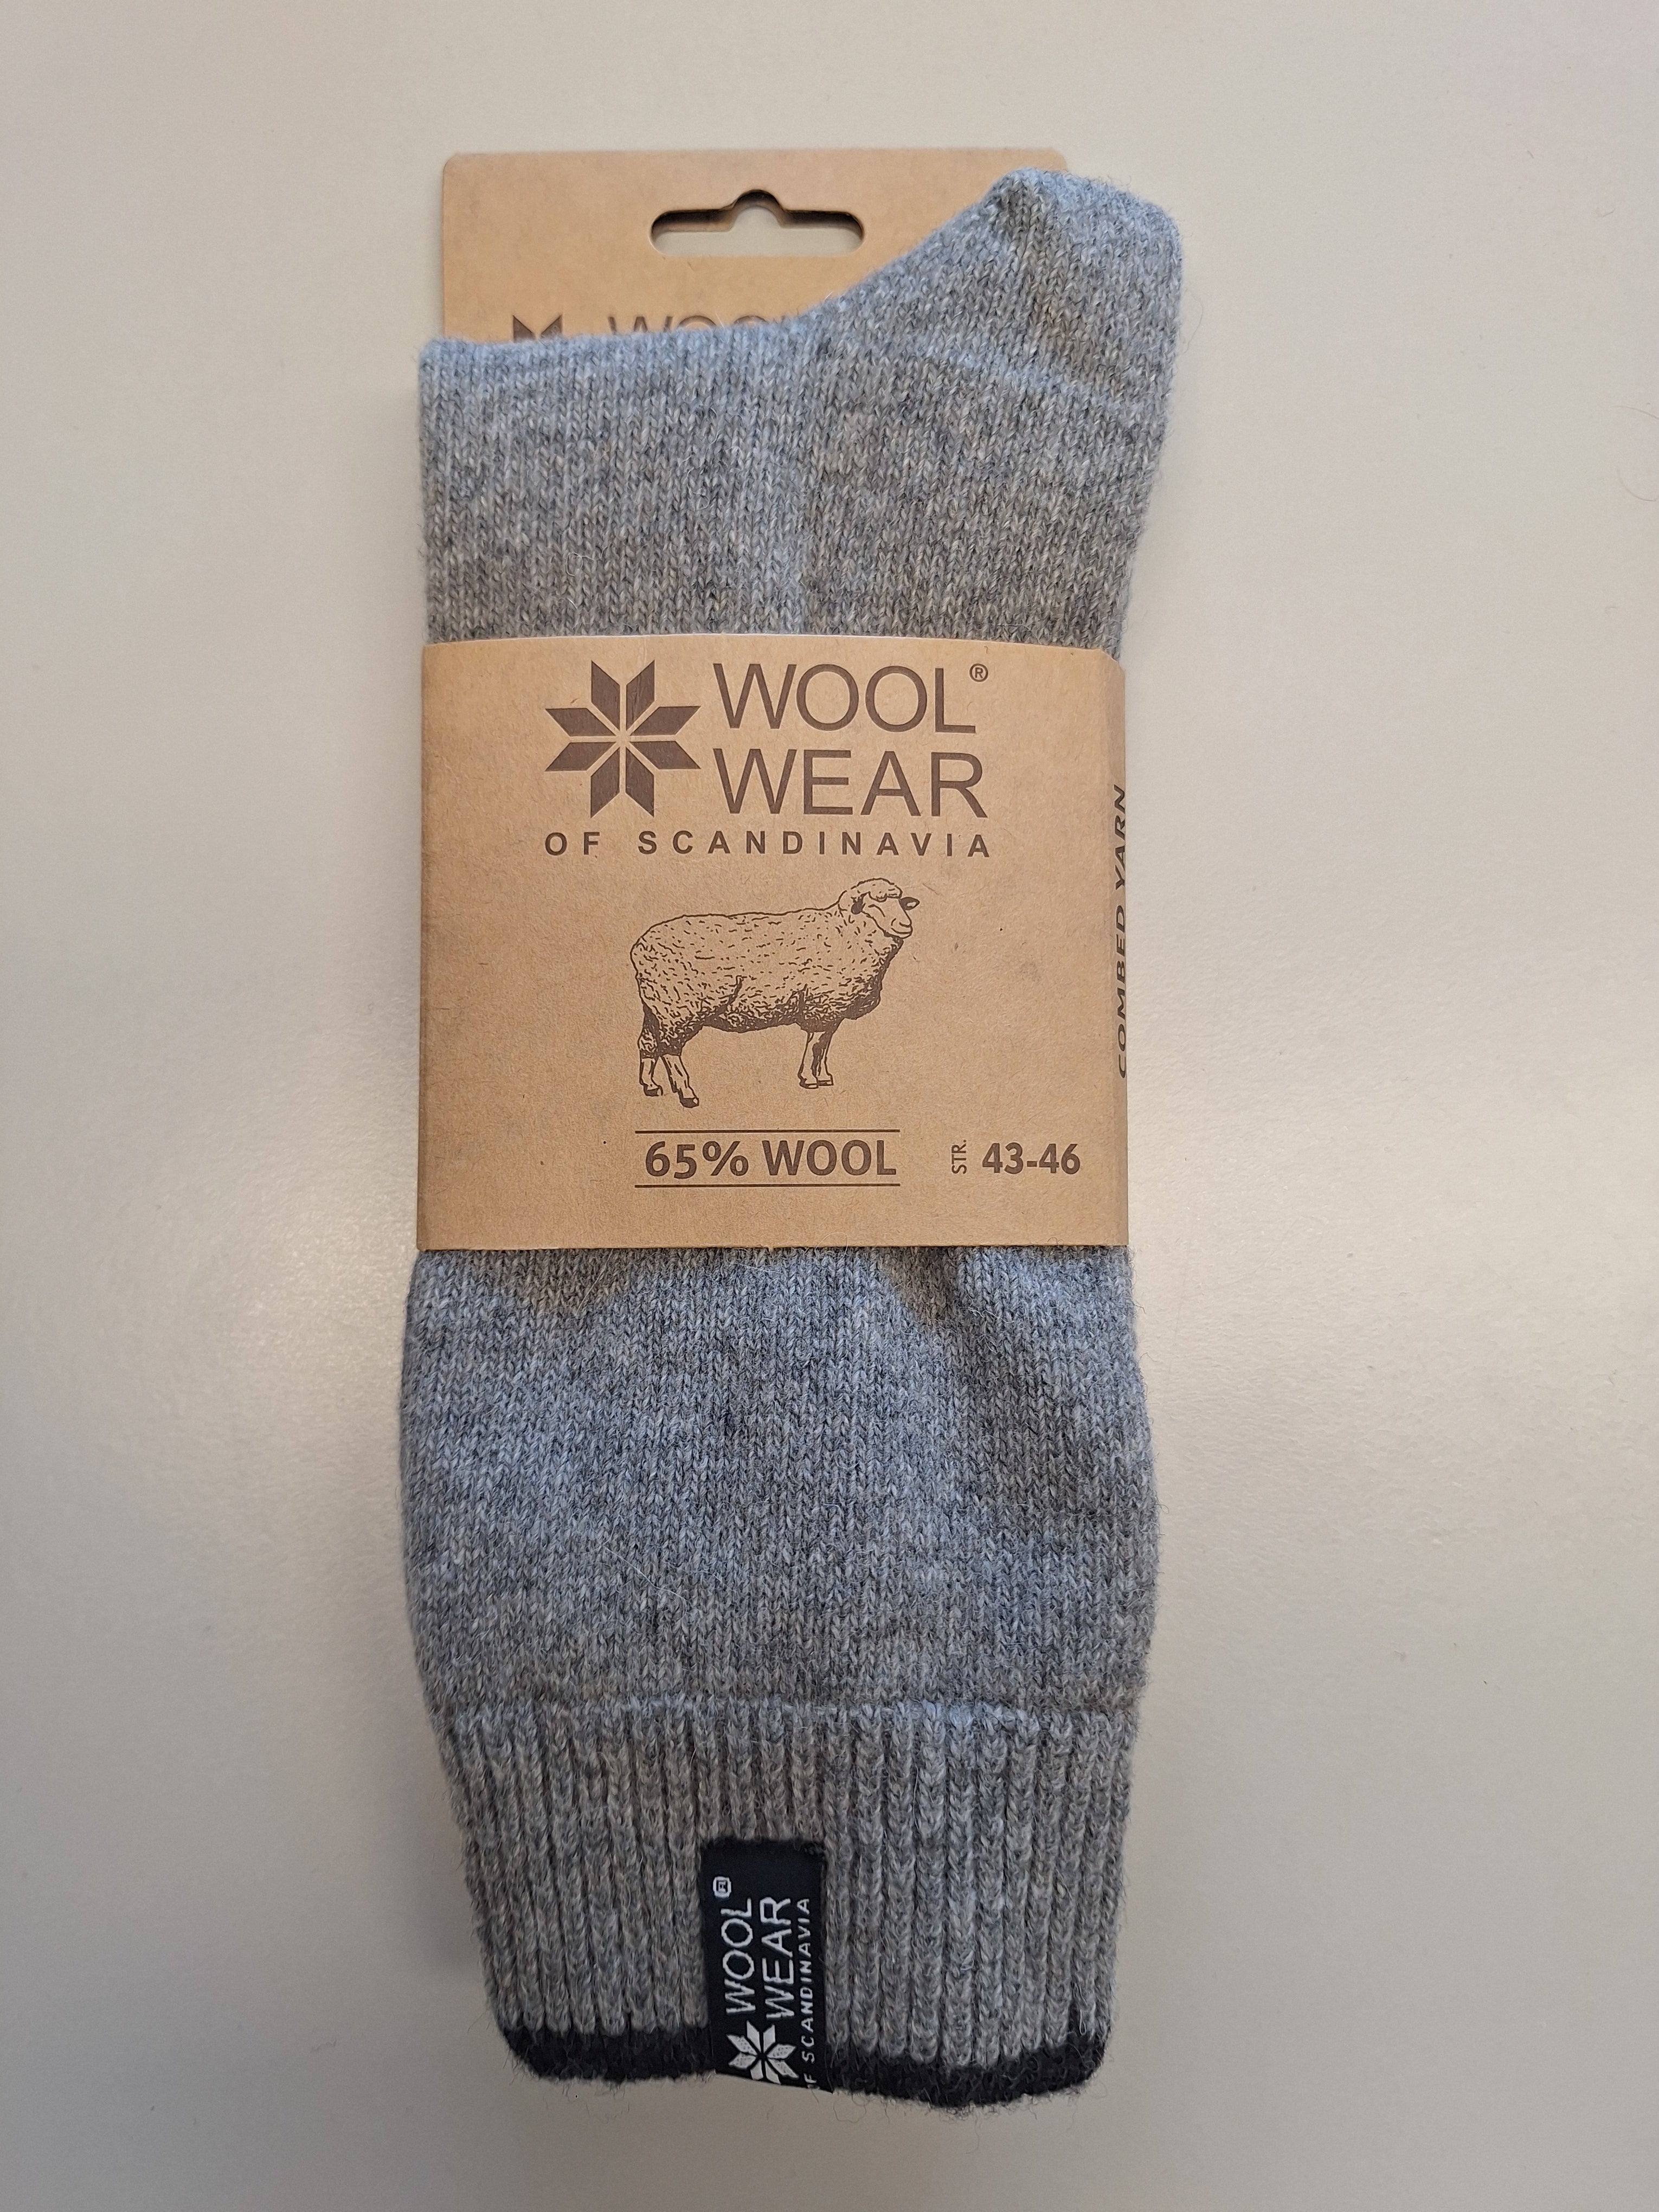 WOOL®
WEAR
OF SCANDINAVIA
65% WOOL
STR. 43-46
COMBED YARN
WOOL®
WEAR
OF SCANDINAVIA